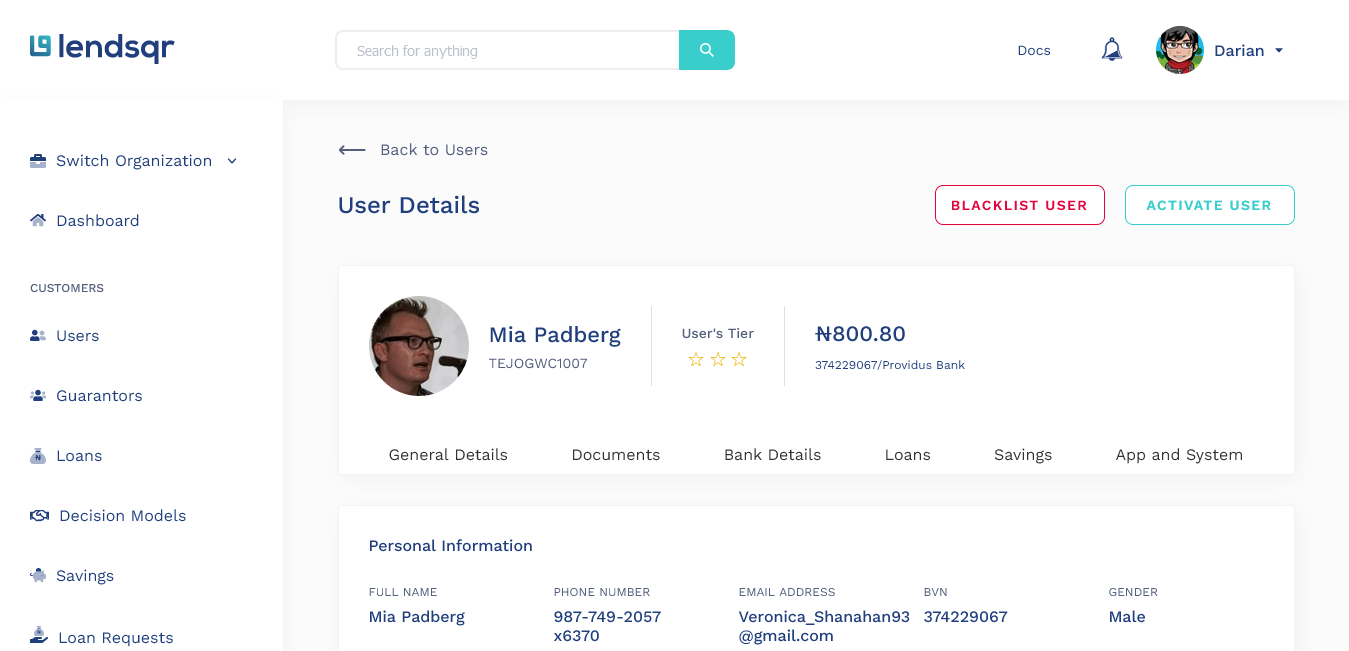 lendsqr
Search for anything
Docs
Darian
Switch Organization
Dashboard
CUSTOMERS
Users
Guarantors
Loans
Decision Models
Savings
Loan Requests
Back to Users
User Details
BLACKLIST USER
ACTIVATE USER
Mia Padberg
TEJOGWC1007
User's Tier
₦800.80
374229067/Providus Bank
General Details
Documents
Bank Details
Loans
Savings
App and System
Personal Information
FULL NAME
Mia Padberg
PHONE NUMBER
987-749-2057
x6370
EMAIL ADDRESS
Veronica_Shanahan93
@gmail.com
BVN
374229067
GENDER
Male